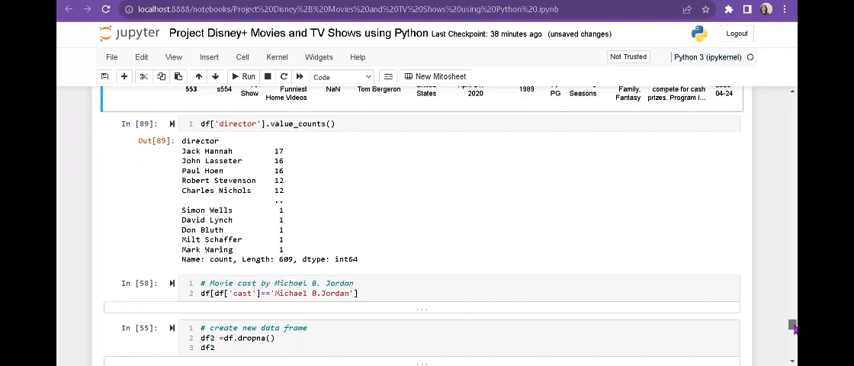 localhost:8888/notebooks/Project%20Disney%2B%20Movies%20and%20TV%20Shows%20using%20Python%20.ipynb
jupyter Project Disney+ Movies and TV Shows using Python Last Checkpoint: 38 minutes ago (unsaved changes) Logout
File Edit View Insert Cell Kernel Widgets Help Not Trusted Python 3 (ipykernel)
Run Code New Mitosheet
553 s554 TV Show Funniest Home Videos NaN Tom Bergeron United States 2020 1989 TV-PG Seasons Family, Fantasy compete for cash prizes. Program i... 04-24
In [89]: 1 df['director'].value_counts()
Out[89]: director
Jack Hannah 17
John Lasseter 16
Paul Hoen 16
Robert Stevenson 12
Charles Nichols 12
..
Simon Wells 1
David Lynch 1
Don Bluth 1
Milt Schaffer 1
Mark Waring 1
Name: count, Length: 609, dtype: int64
In [58]: 1 # Movie cast by Michael B. Jordan
2 df[df['cast']=='Michael B.Jordan']
...
In [55]: 1 # create new data frame
2 df2 =df.dropna()
3 df2
...